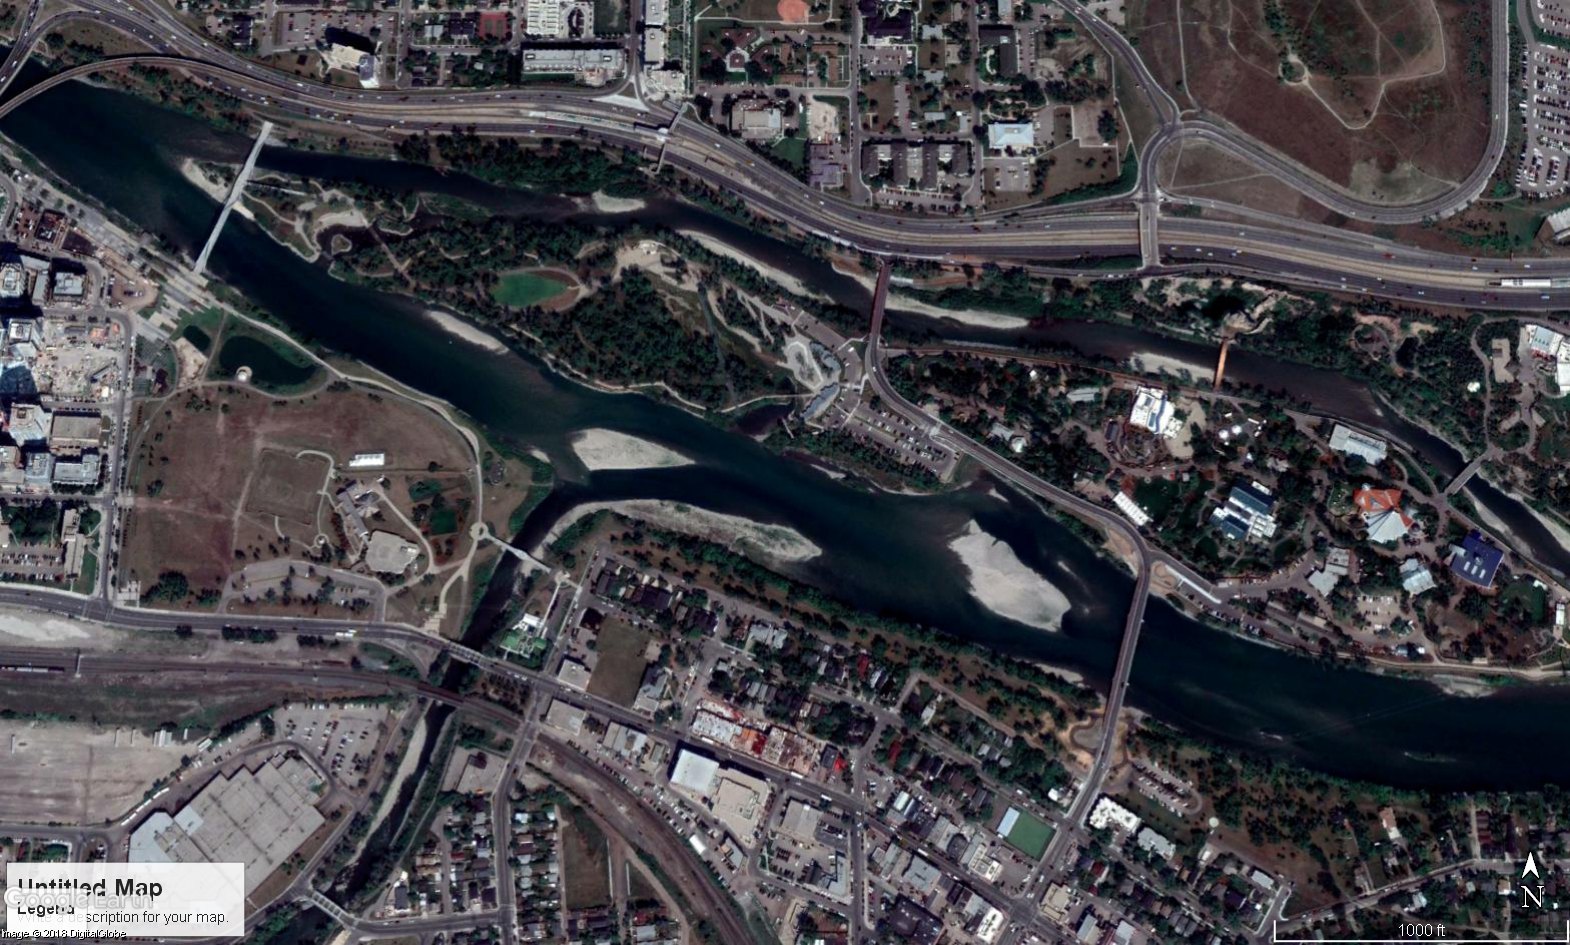 Untitled Map
Google Earth
Legend
description for your map.
Image © 2018 DigitalGlobe
N
1000 ft